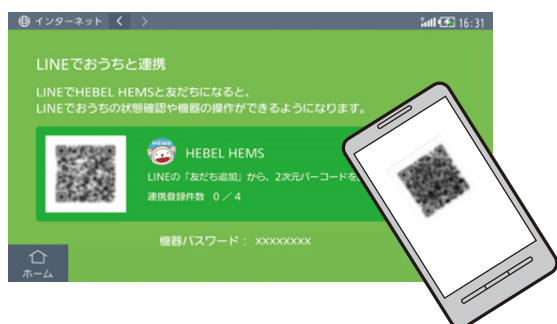 インターネット
16:31
LINEでおうちと連携
LINEでHEBEL HEMSと友だちになると、
LINEでおうちの状態確認や機器の操作ができるようになります。
HEMS
HEBEL HEMS
LINEの「友だち追加」から、2次元バーコードを
連携登録件数 0／4
機器パスワード： xxxxxxxx
ホーム